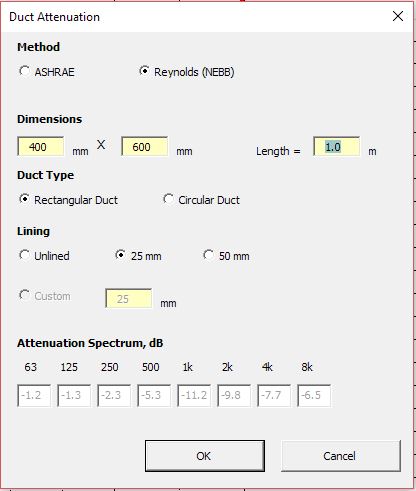 Duct Attenuation
Method
ASHRAE Reynolds (NEBB)
Dimensions
400 mm X 600 mm Length = 1.0 m
Duct Type
Rectangular Duct Circular Duct
Lining
Unlined 25 mm 50 mm
Custom 25 mm
Attenuation Spectrum, dB
63 125 250 500 1k 2k 4k 8k
-1.2 -1.3 -2.3 -5.3 -11.2 -9.8 -7.7 -6.5
OK Cancel